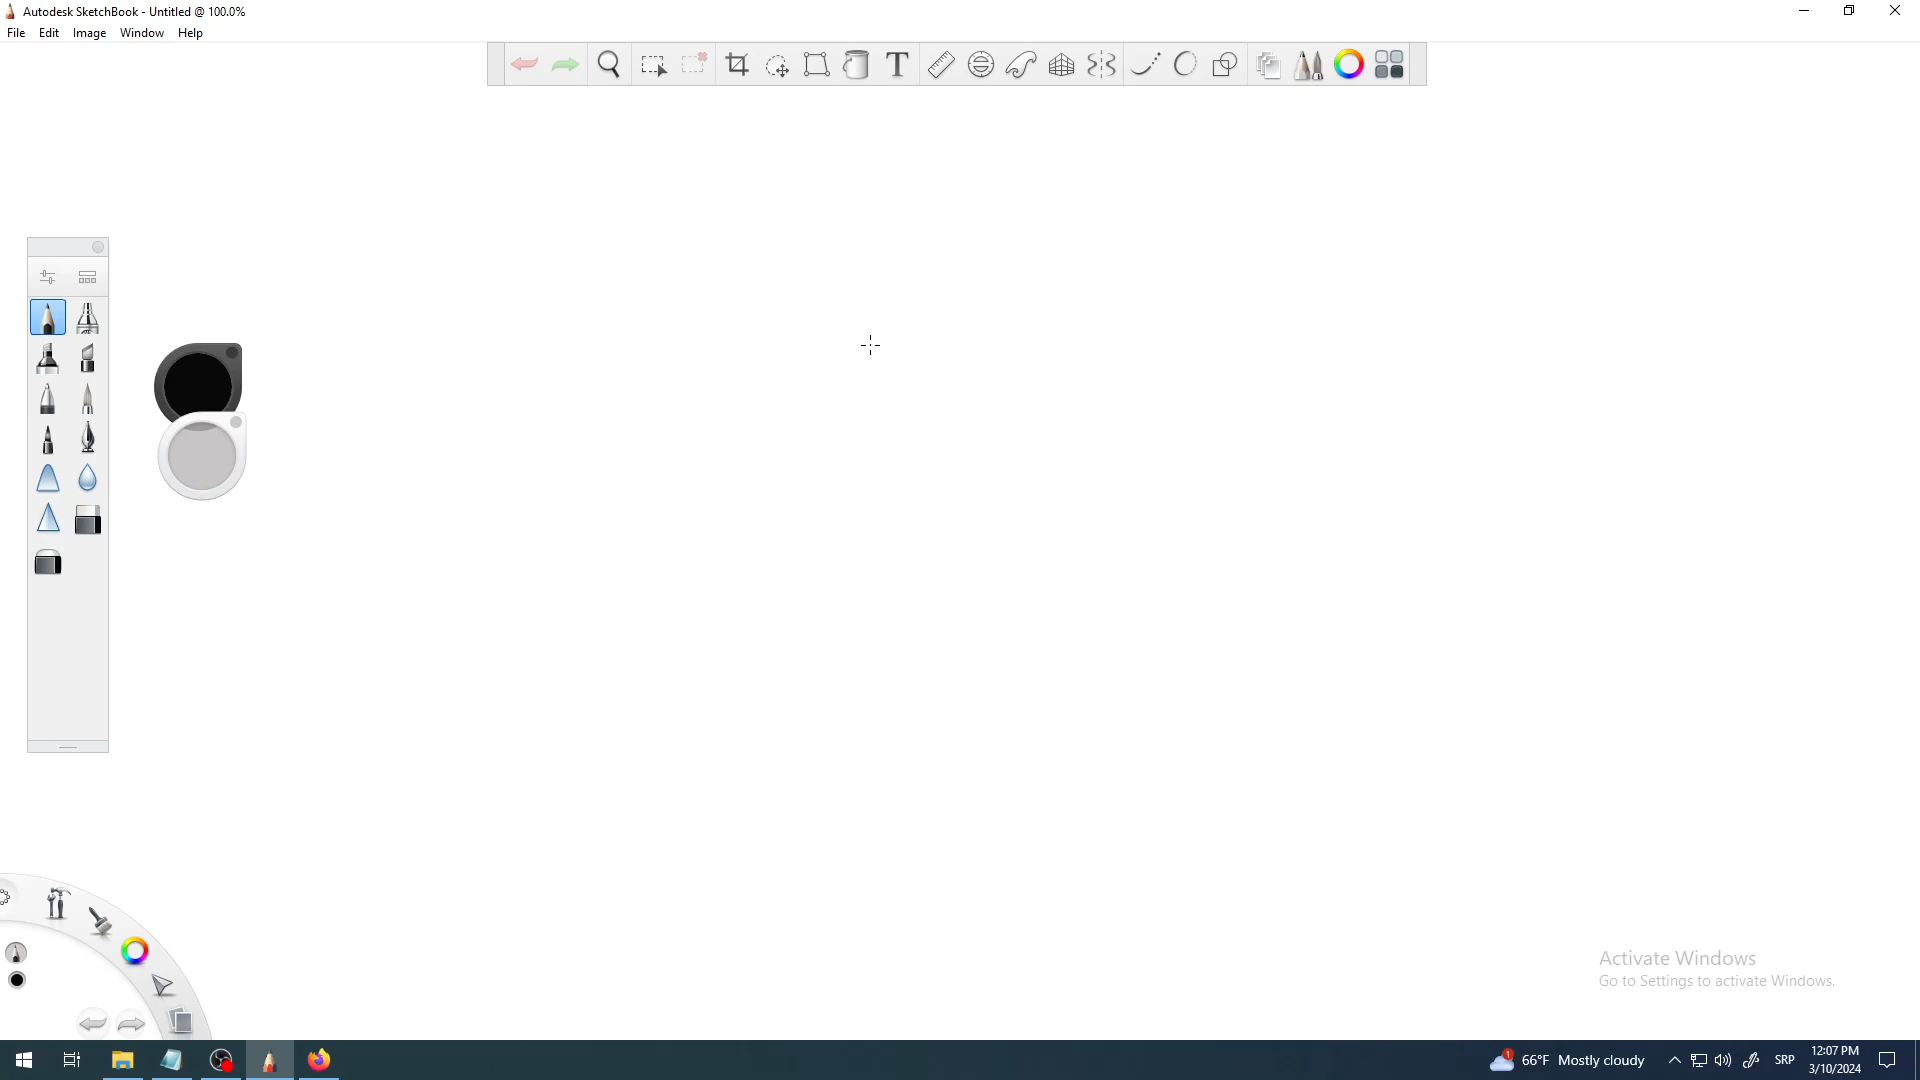 Autodesk SketchBook - Untitled @ 100.0%
File Edit Image Window Help
T
Activate Windows
Go to Settings to activate Windows.
1 66°F Mostly cloudy SRP 12:07 PM
3/10/2024